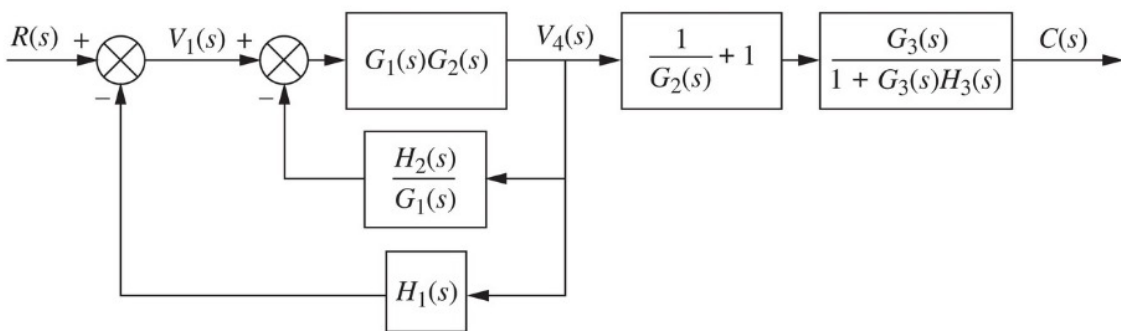 R(s) + V₁(s) + G₁(s)G₂(s) V₄(s) 1/G₂(s) + 1 G₃(s)/1 + G₃(s)H₃(s) C(s)
− −
H₂(s)/G₁(s)
H₁(s)